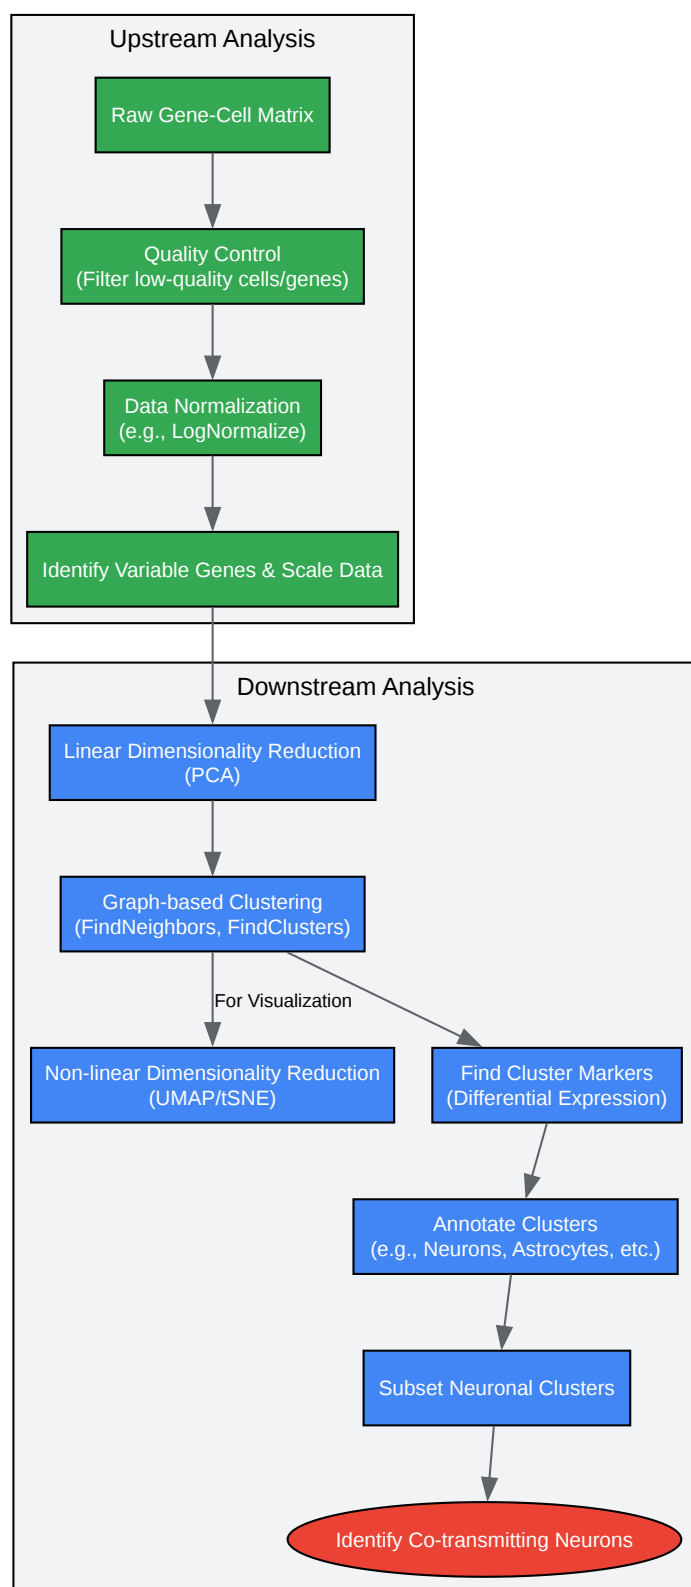 Upstream Analysis
Raw Gene-Cell Matrix
Quality Control
(Filter low-quality cells/genes)
Data Normalization
(e.g., LogNormalize)
Identify Variable Genes & Scale Data
Downstream Analysis
Linear Dimensionality Reduction
(PCA)
Graph-based Clustering
(FindNeighbors, FindClusters)
For Visualization
Non-linear Dimensionality Reduction
(UMAP/tSNE)
Find Cluster Markers
(Differential Expression)
Annotate Clusters
(e.g., Neurons, Astrocytes, etc.)
Subset Neuronal Clusters
Identify Co-transmitting Neurons